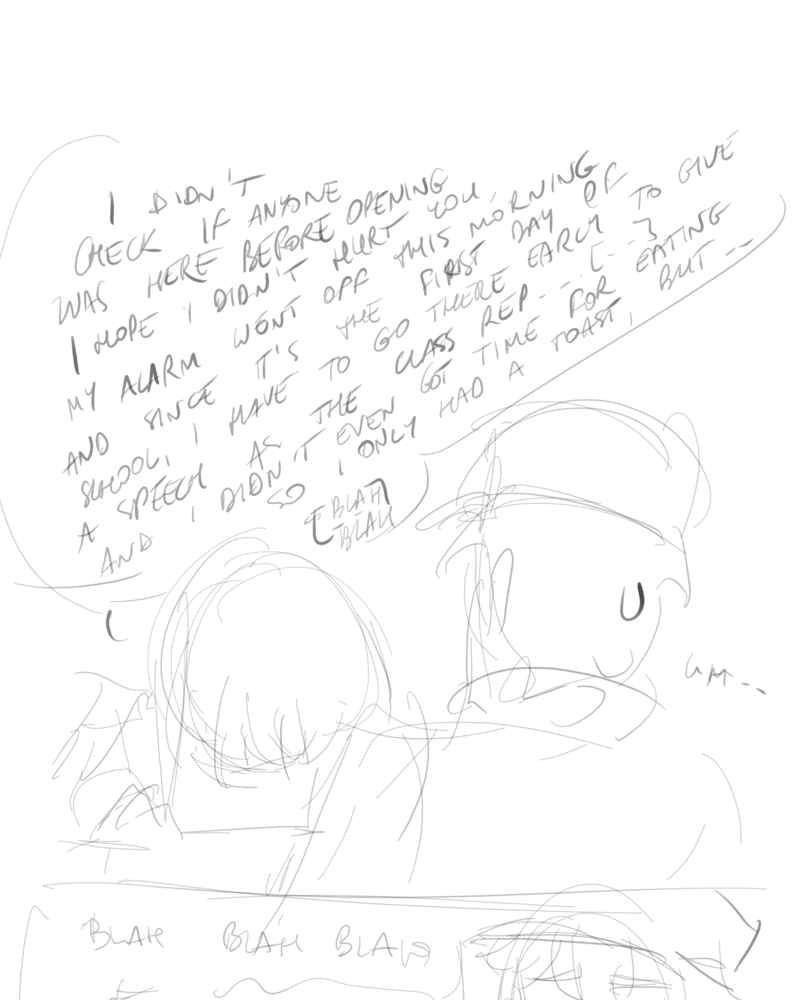 I DIDN'T
CHECK IF ANYONE
WAS HERE BEFORE OPENING
I HOPE I DIDN'T HURT YOU,
MY ALARM WENT OFF THIS MORNING
AND SINCE IT'S THE FIRST DAY OF
SCHOOL, I HAVE TO GO THERE EARLY TO GIVE
A SPEECH AS THE CLASS REP... [...]
AND I DIDN'T EVEN GOT TIME FOR EATING
SO I ONLY HAD A TOAST, BUT--
[BLAH
BLAH]
BLAH BLAH BLAH